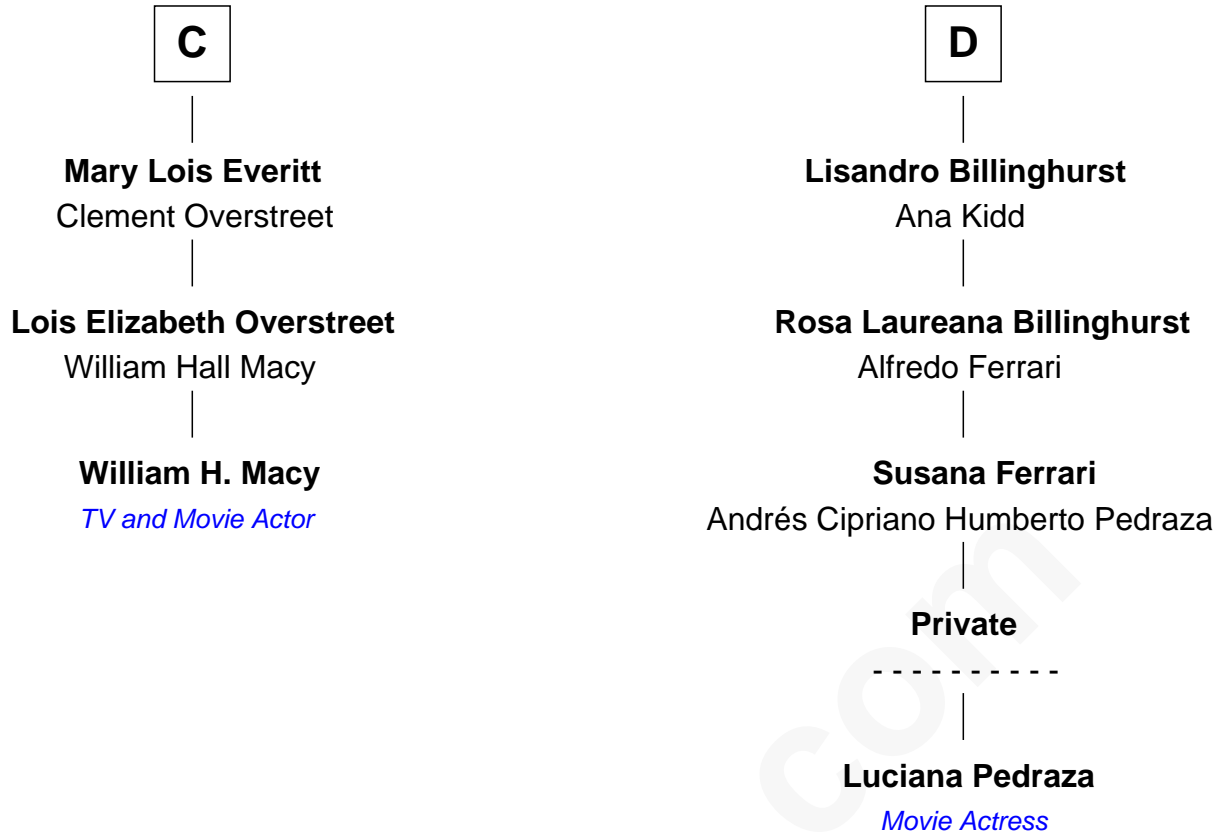 C
Mary Lois Everitt
Clement Overstreet
Lois Elizabeth Overstreet
William Hall Macy
William H. Macy
TV and Movie Actor
D
Lisandro Billinghurst
Ana Kidd
Rosa Laureana Billinghurst
Alfredo Ferrari
Susana Ferrari
Andrés Cipriano Humberto Pedraza
Private
- - - - - - - - - -
Luciana Pedraza
Movie Actress
com